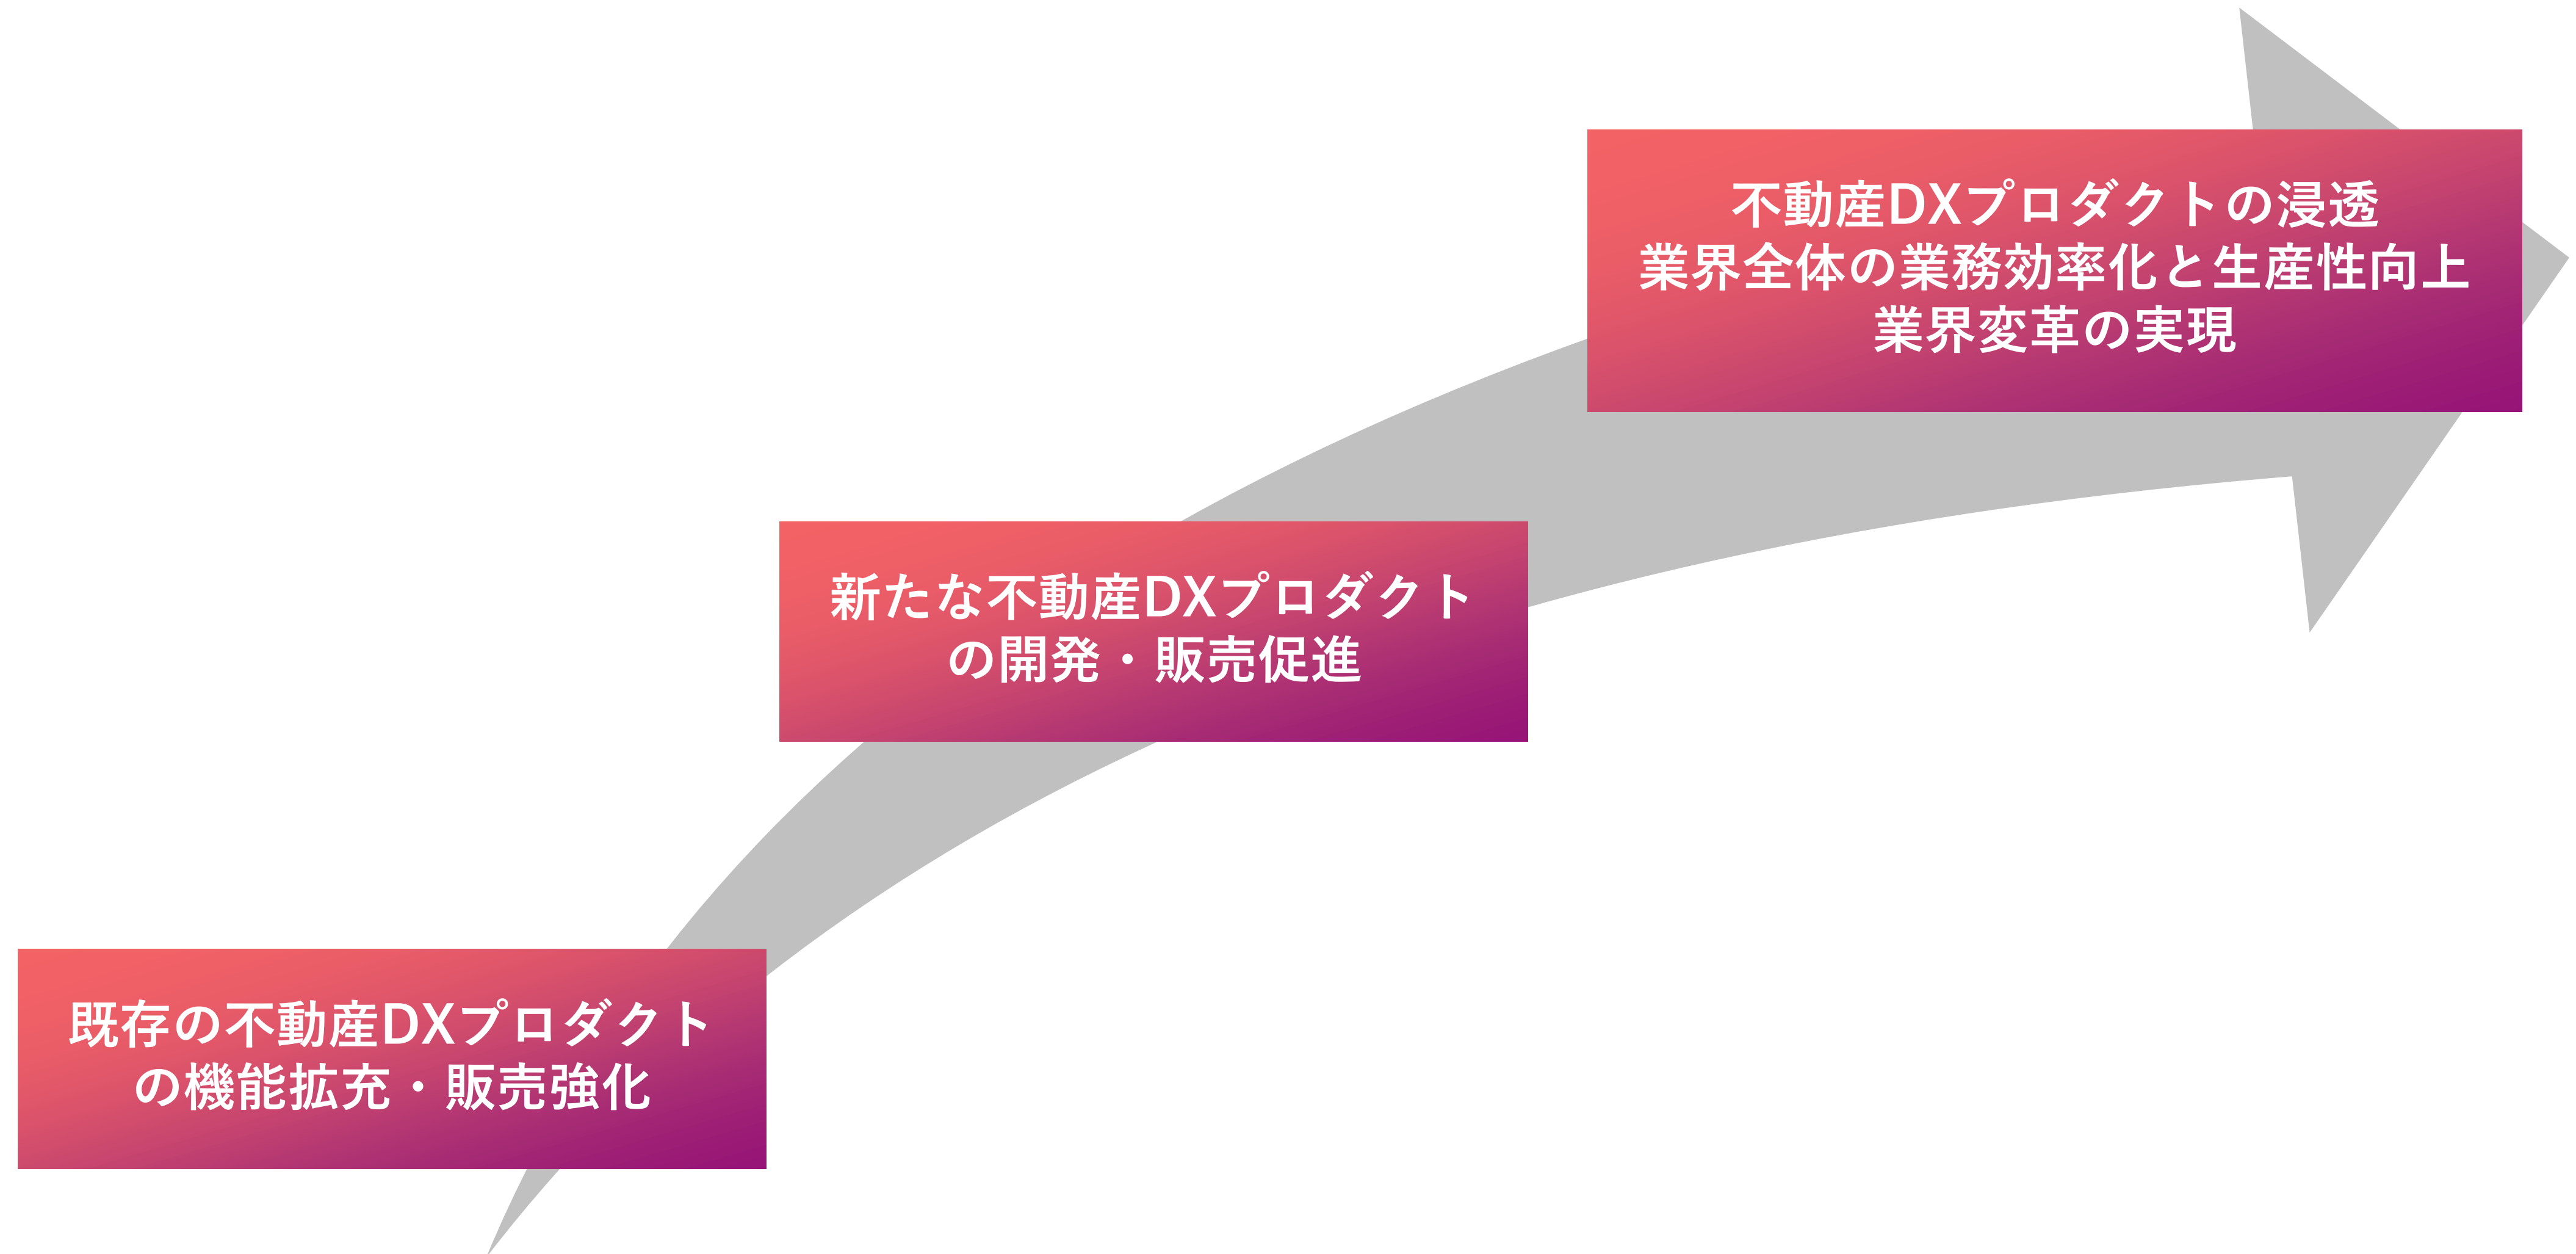 不動産DXプロダクトの浸透
業界全体の業務効率化と生産性向上
業界変革の実現
新たな不動産DXプロダクト
の開発・販売促進
既存の不動産DXプロダクト
の機能拡充・販売強化